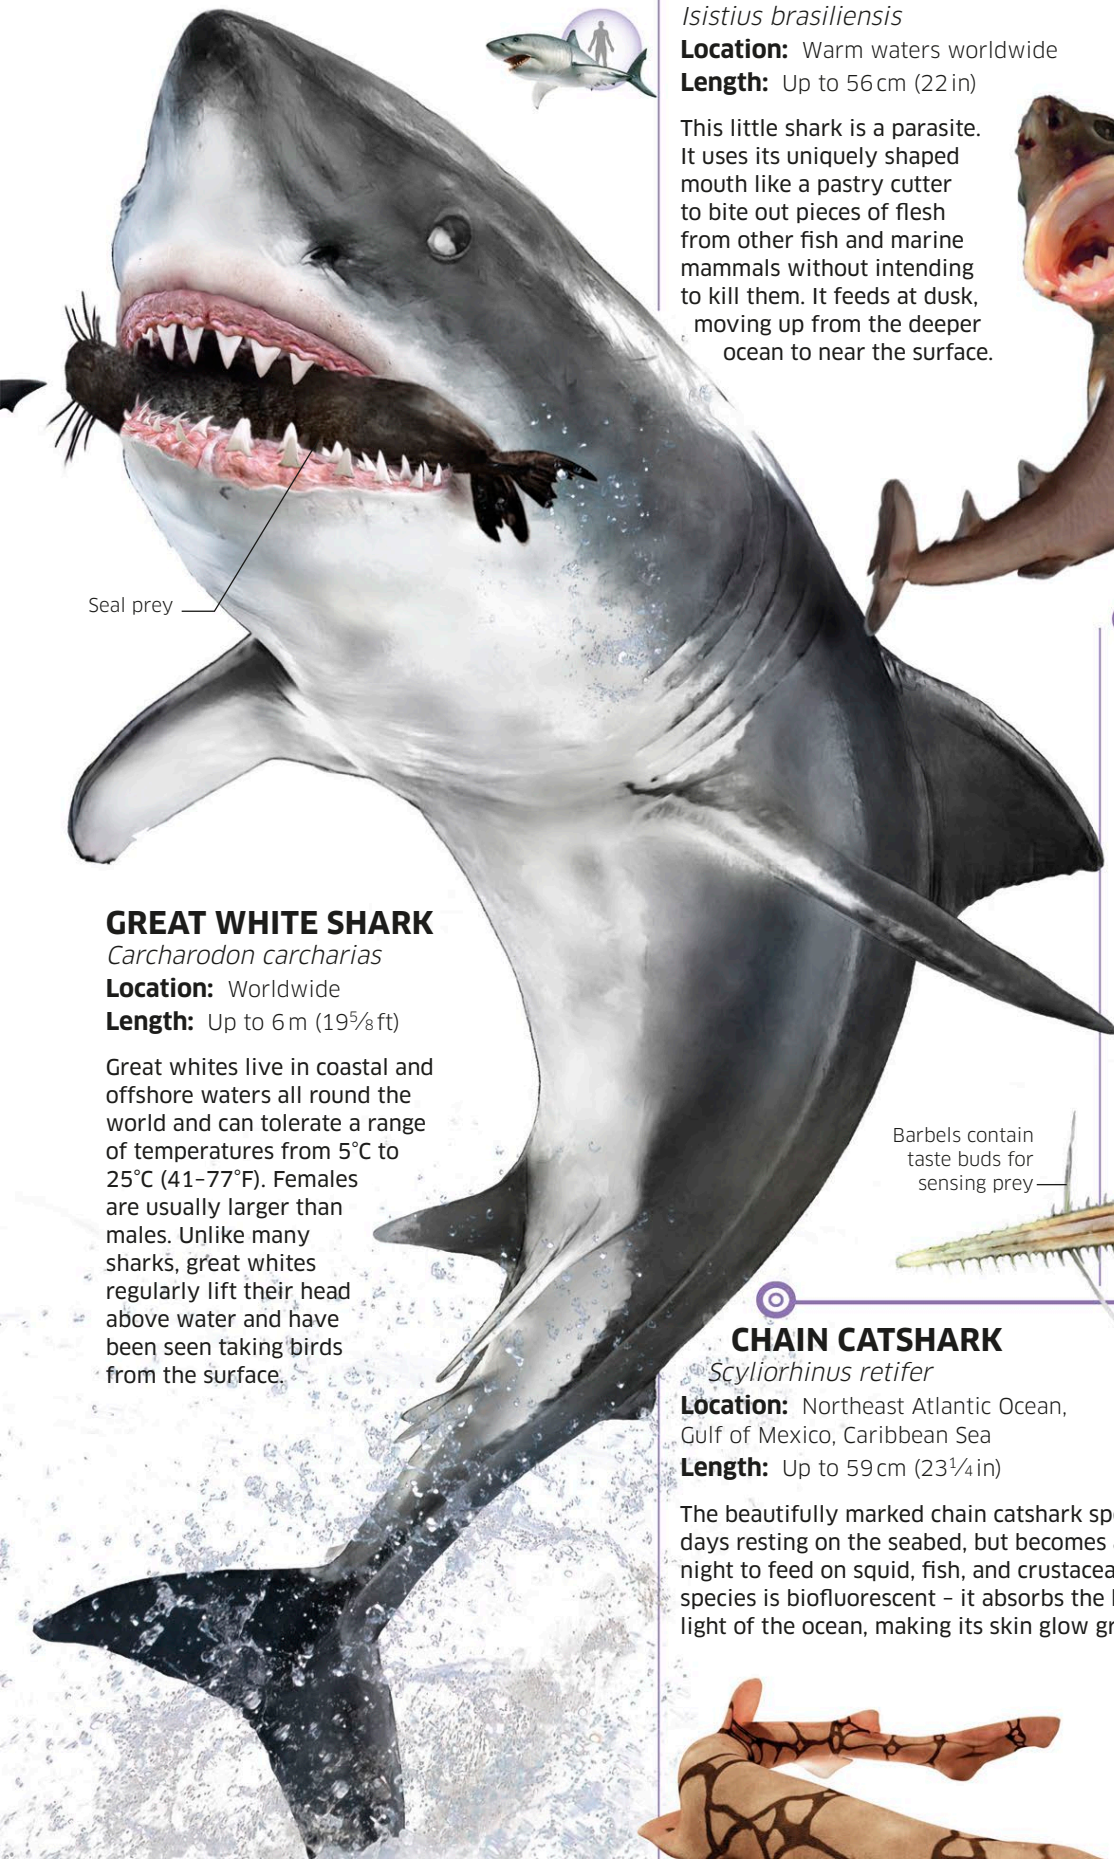 Isistius brasiliensis
Location: Warm waters worldwide
Length: Up to 56 cm (22 in)
This little shark is a parasite.
It uses its uniquely shaped
mouth like a pastry cutter
to bite out pieces of flesh
from other fish and marine
mammals without intending
to kill them. It feeds at dusk,
moving up from the deeper
ocean to near the surface.
Seal prey
GREAT WHITE SHARK
Carcharodon carcharias
Location: Worldwide
Length: Up to 6 m (19⅝ ft)
Great whites live in coastal and
offshore waters all round the
world and can tolerate a range
of temperatures from 5°C to
25°C (41–77°F). Females
are usually larger than
males. Unlike many
sharks, great whites
regularly lift their head
above water and have
been seen taking birds
from the surface.
Barbels contain
taste buds for
sensing prey
CHAIN CATSHARK
Scyliorhinus retifer
Location: Northeast Atlantic Ocean,
Gulf of Mexico, Caribbean Sea
Length: Up to 59 cm (23¼ in)
The beautifully marked chain catshark
days resting on the seabed, but becomes
night to feed on squid, fish, and
species is biofluorescent – it absorbs the
light of the ocean, making its skin glow